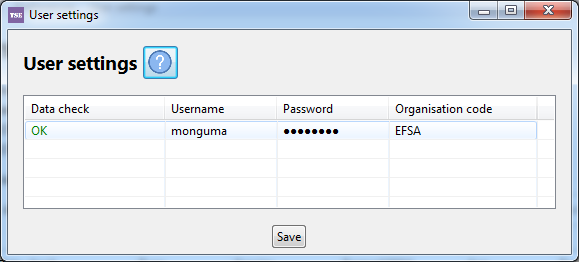 TSE User settings
User settings ?
Data check Username Password Organisation code
OK monguma ●●●●●●●● EFSA
Save